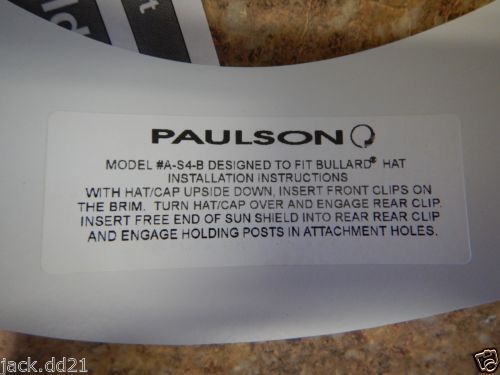 t
ld
PAULSON
MODEL #A-S4-B DESIGNED TO FIT BULLARD® HAT
INSTALLATION INSTRUCTIONS
WITH HAT/CAP UPSIDE DOWN, INSERT FRONT CLIPS ON
THE BRIM. TURN HAT/CAP OVER AND ENGAGE REAR CLIP.
INSERT FREE END OF SUN SHIELD INTO REAR REAR CLIP
AND ENGAGE HOLDING POSTS IN ATTACHMENT HOLES.
jack.dd21